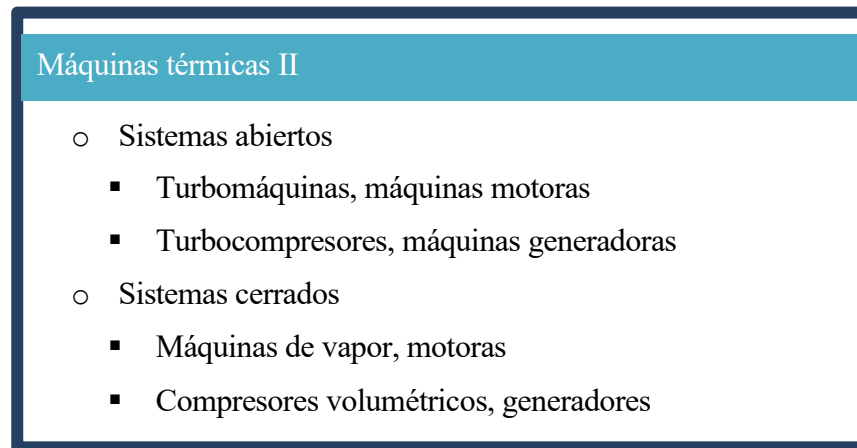 Máquinas térmicas II
o Sistemas abiertos
▪ Turbomáquinas, máquinas motoras
▪ Turbocompresores, máquinas generadoras
o Sistemas cerrados
▪ Máquinas de vapor, motoras
▪ Compresores volumétricos, generadores